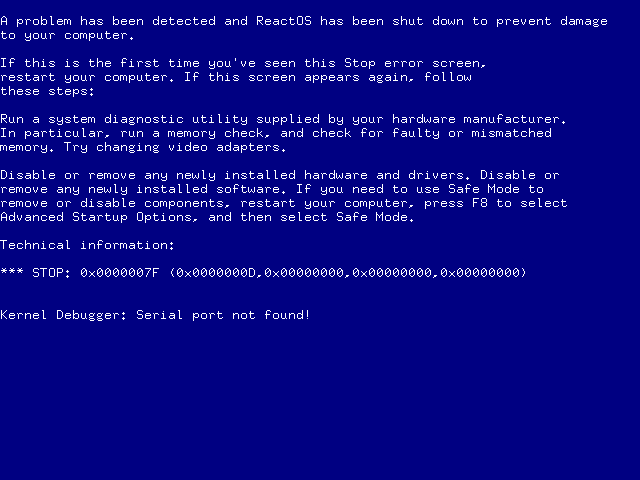 A problem has been detected and ReactOS has been shut down to prevent damage
to your computer.
If this is the first time you've seen this Stop error screen,
restart your computer. If this screen appears again, follow
these steps:
Run a system diagnostic utility supplied by your hardware manufacturer.
In particular, run a memory check, and check for faulty or mismatched
memory. Try changing video adapters.
Disable or remove any newly installed hardware and drivers. Disable or
remove any newly installed software. If you need to use Safe Mode to
remove or disable components, restart your computer, press F8 to select
Advanced Startup Options, and then select Safe Mode.
Technical information:
*** STOP: 0x0000007F (0x0000000D,0x00000000,0x00000000,0x00000000)
Kernel Debugger: Serial port not found!